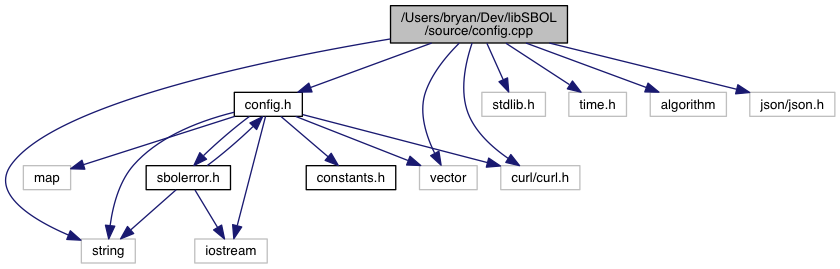 /Users/bryan/Dev/libSBOL
/source/config.cpp
config.h
stdlib.h
time.h
algorithm
json/json.h
map
sbolerror.h
constants.h
vector
curl/curl.h
string
iostream